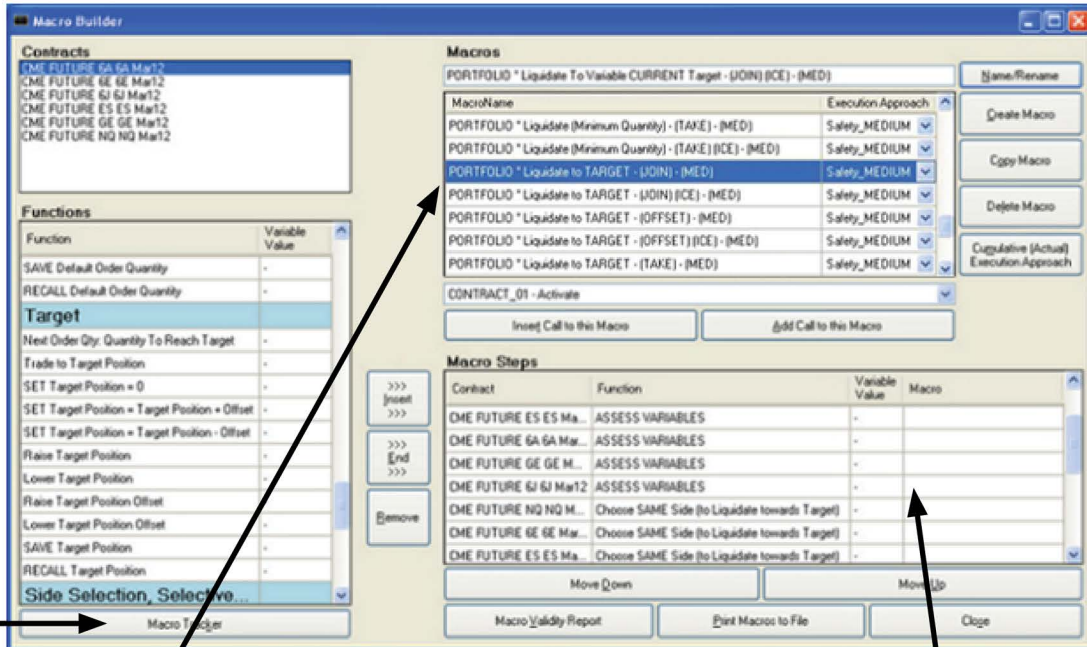 Macro Builder
Contracts
CME FUTURE 6A 6A Mar12
CME FUTURE 6E 6E Mar12
CME FUTURE 6J 6J Mar12
CME FUTURE ES ES Mar12
CME FUTURE GE GE Mar12
CME FUTURE NQ NQ Mar12
Functions
Function Variable Value
SAVE Default Order Quantity -
RECALL Default Order Quantity -
Target
Next Order Qty: Quantity To Reach Target -
Trade to Target Position -
SET Target Position = 0 -
SET Target Position = Target Position + Offset -
SET Target Position = Target Position - Offset -
Raise Target Position -
Lower Target Position -
Raise Target Position Offset -
Lower Target Position Offset -
SAVE Target Position -
RECALL Target Position -
Side Selection, Selective...
Macro Tracker
>>> Insert >>>
>>> End >>>
Remove
Macros
PORTFOLIO * Liquidate To Variable CURRENT Target - (JOIN) (ICE) - (MED)
MacroName Execution Approach
PORTFOLIO * Liquidate (Minimum Quantity) - (TAKE) - (MED) Safety_MEDIUM
PORTFOLIO * Liquidate (Minimum Quantity) - (TAKE) (ICE) - (MED) Safety_MEDIUM
PORTFOLIO * Liquidate to TARGET - (JOIN) - (MED) Safety_MEDIUM
PORTFOLIO * Liquidate to TARGET - (JOIN) (ICE) - (MED) Safety_MEDIUM
PORTFOLIO * Liquidate to TARGET - (OFFSET) - (MED) Safety_MEDIUM
PORTFOLIO * Liquidate to TARGET - (OFFSET) (ICE) - (MED) Safety_MEDIUM
PORTFOLIO * Liquidate to TARGET - (TAKE) - (MED) Safety_MEDIUM
CONTRACT_01 - Activate
Insert Call to this Macro Add Call to this Macro
Name/Rename
Create Macro
Copy Macro
Delete Macro
Cumulative (Actual) Execution Approach
Macro Steps
Contract Function Variable Value Macro
CME FUTURE ES ES Ma... ASSESS VARIABLES -
CME FUTURE 6A 6A Mar... ASSESS VARIABLES -
CME FUTURE GE GE M... ASSESS VARIABLES -
CME FUTURE 6J 6J Mar12 ASSESS VARIABLES -
CME FUTURE NQ NQ M... Choose SAME Side (to Liquidate towards Target) -
CME FUTURE 6E 6E Mar... Choose SAME Side (to Liquidate towards Target) -
CME FUTURE ES ES Ma... Choose SAME Side (to Liquidate towards Target) -
Move Down Move Up
Macro Validity Report Print Macros to File Close